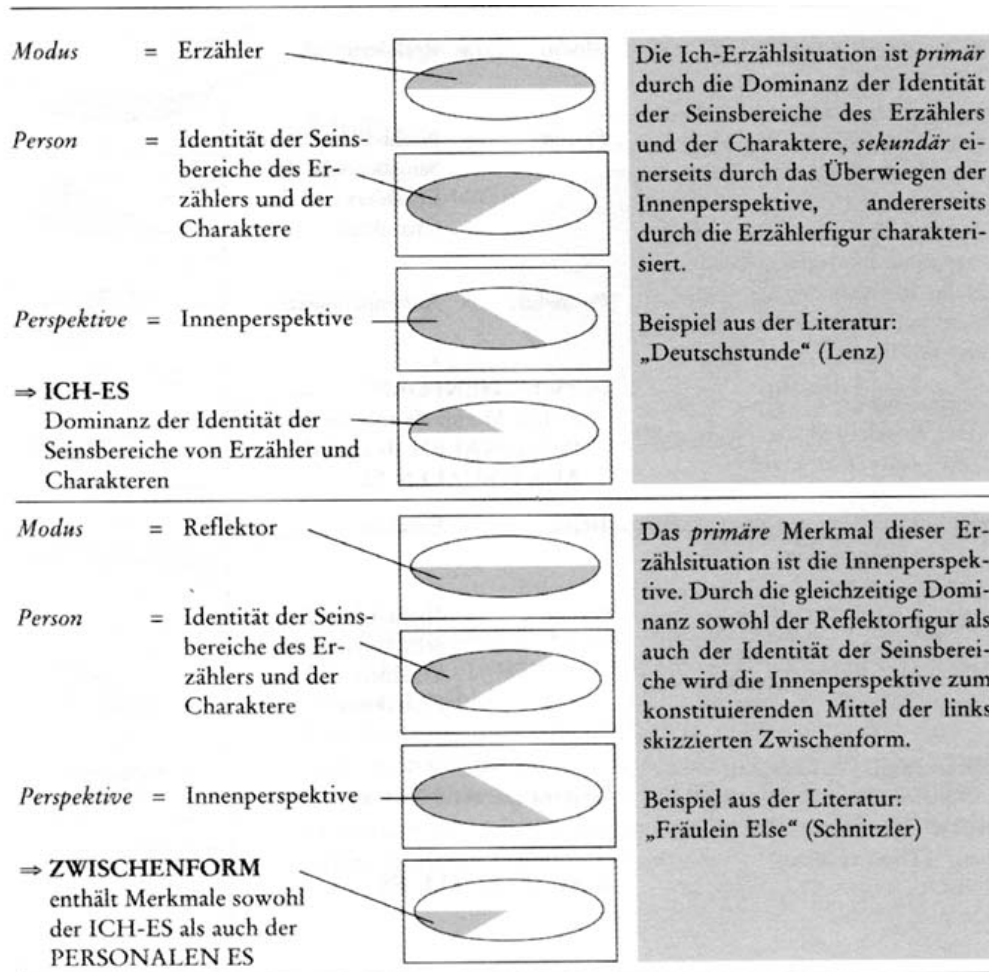 Modus = Erzähler
Person = Identität der Seins-
bereiche des Er-
zählers und der
Charaktere
Perspektive = Innenperspektive
⇒ ICH-ES
Dominanz der Identität der
Seinsbereiche von Erzähler und
Charakteren
Die Ich-Erzählsituation ist primär
durch die Dominanz der Identität
der Seinsbereiche des Erzählers
und der Charaktere, sekundär ei-
nerseits durch das Überwiegen der
Innenperspektive, andererseits
durch die Erzählerfigur charakteri-
siert.
Beispiel aus der Literatur:
„Deutschstunde“ (Lenz)
Modus = Reflektor
Person = Identität der Seins-
bereiche des Er-
zählers und der
Charaktere
Perspektive = Innenperspektive
⇒ ZWISCHENFORM
enthält Merkmale sowohl
der ICH-ES als auch der
PERSONALEN ES
Das primäre Merkmal dieser Er-
zählsituation ist die Innenperspek-
tive. Durch die gleichzeitige Domi-
nanz sowohl der Reflektorfigur als
auch der Identität der Seinsberei-
che wird die Innenperspektive zum
konstituierenden Mittel der links
skizzierten Zwischenform.
Beispiel aus der Literatur:
„Fräulein Else“ (Schnitzler)